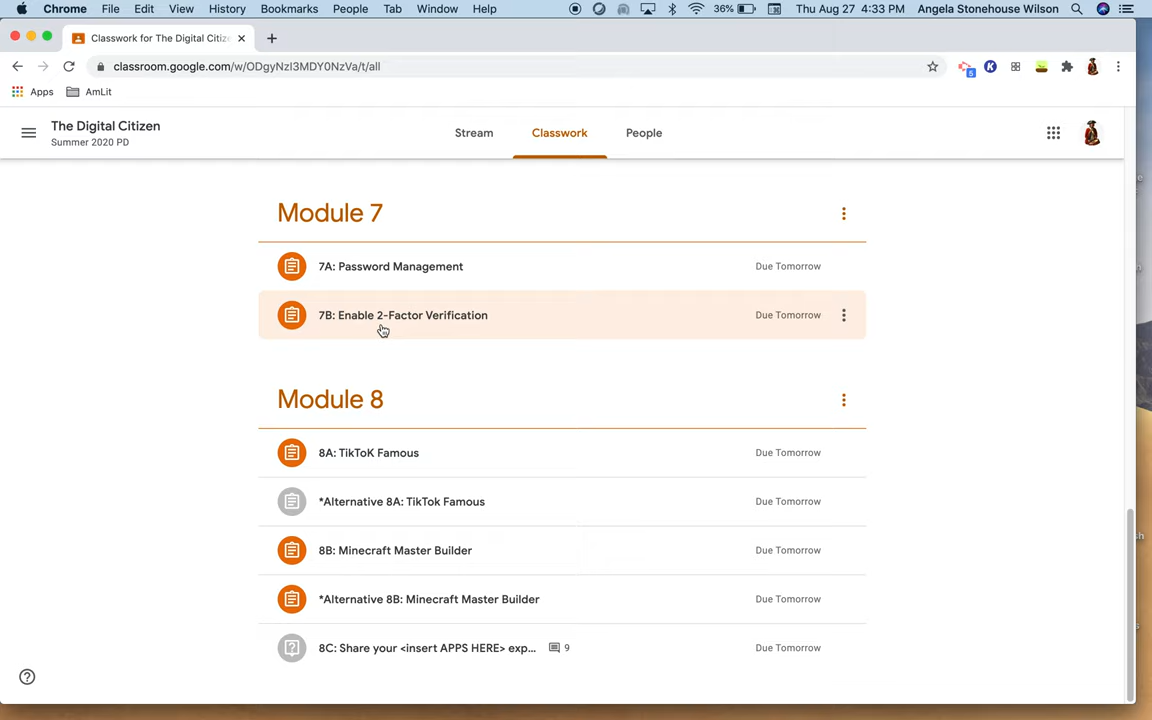 Chrome File Edit View History Bookmarks People Tab Window Help 36% Thu Aug 27 4:33 PM Angela Stonehouse Wilson
Classwork for The Digital Citiz
classroom.google.com/w/ODgyNzI3MDY0NzVa/t/all
5
Apps AmLit
The Digital Citizen
Summer 2020 PD
Stream Classwork People
Module 7
7A: Password Management Due Tomorrow
7B: Enable 2-Factor Verification Due Tomorrow
Module 8
8A: TikToK Famous Due Tomorrow
*Alternative 8A: TikTok Famous Due Tomorrow
8B: Minecraft Master Builder Due Tomorrow
*Alternative 8B: Minecraft Master Builder Due Tomorrow
8C: Share your <insert APPS HERE> exp... 9 Due Tomorrow